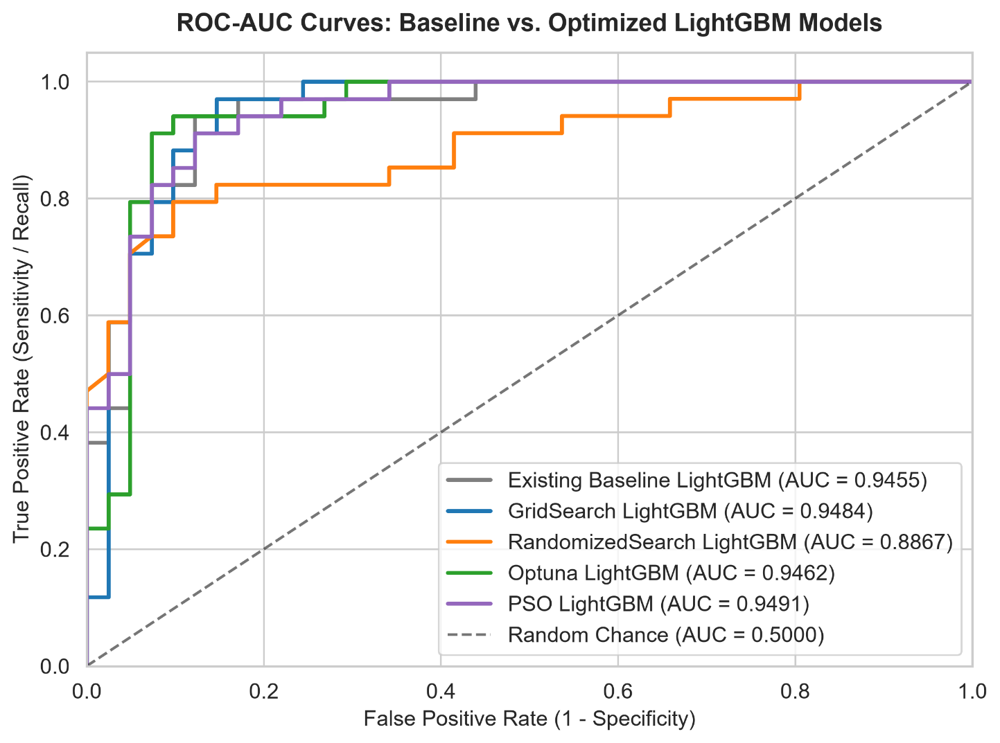 ROC-AUC Curves: Baseline vs. Optimized LightGBM Models
True Positive Rate (Sensitivity / Recall)
1.0
0.8
0.6
0.4
0.2
0.0
Existing Baseline LightGBM (AUC = 0.9455)
GridSearch LightGBM (AUC = 0.9484)
RandomizedSearch LightGBM (AUC = 0.8867)
Optuna LightGBM (AUC = 0.9462)
PSO LightGBM (AUC = 0.9491)
Random Chance (AUC = 0.5000)
0.0 0.2 0.4 0.6 0.8 1.0
False Positive Rate (1 - Specificity)